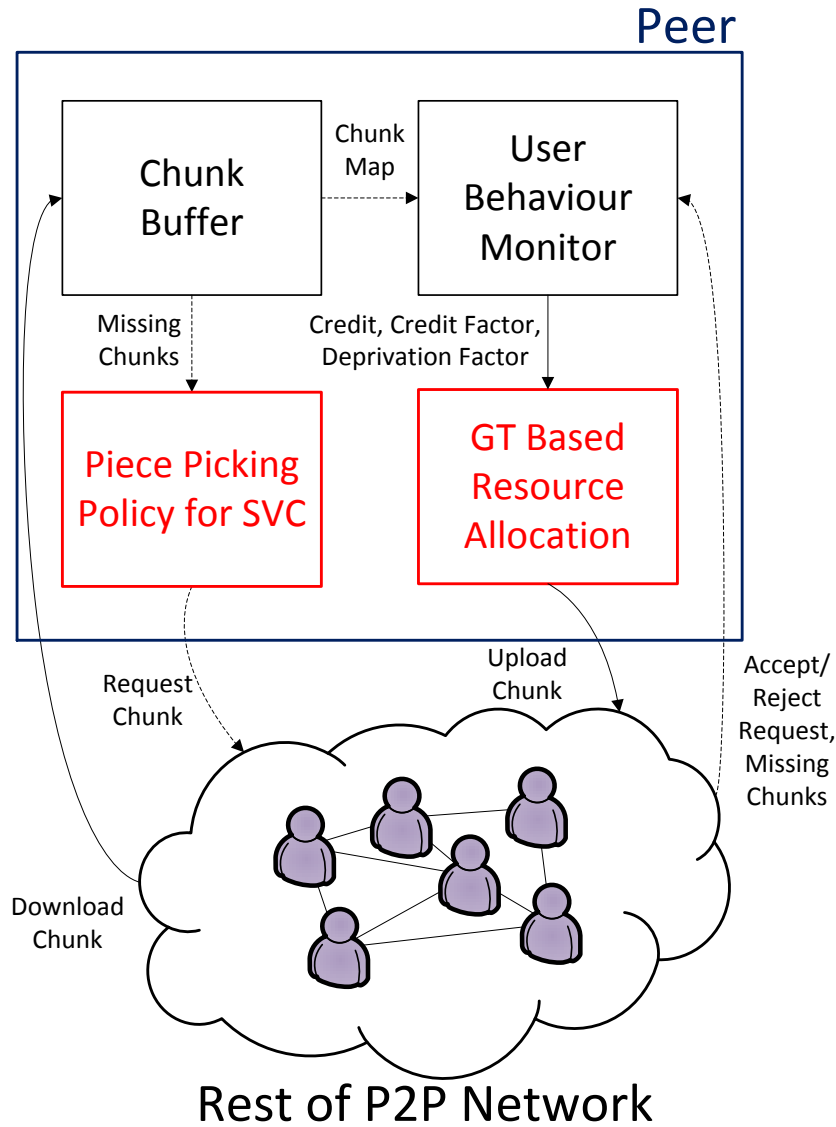 Peer
Chunk
Buffer
Chunk
Map
User
Behaviour
Monitor
Missing
Chunks
Credit, Credit Factor,
Deprivation Factor
Piece Picking
Policy for SVC
GT Based
Resource
Allocation
Request
Chunk
Upload
Chunk
Accept/
Reject
Request,
Missing
Chunks
Download
Chunk
Rest of P2P Network